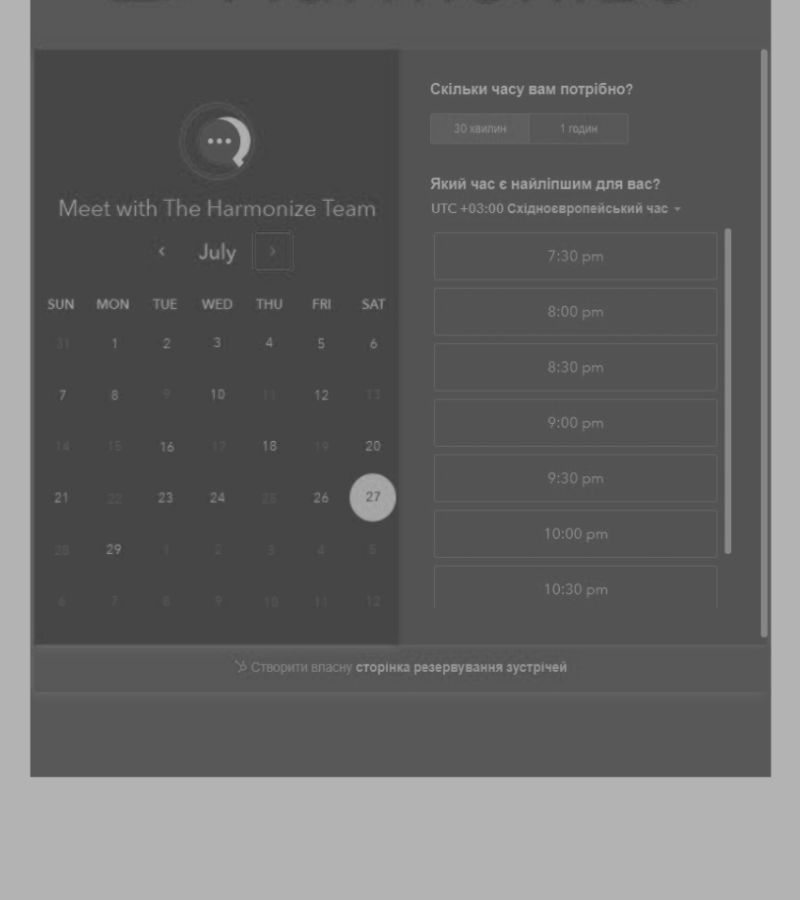 Meet with The Harmonize Team
July
SUN MON TUE WED THU FRI SAT
31 1 2 3 4 5 6
7 8 9 10 11 12 13
14 15 16 17 18 19 20
21 22 23 24 25 26 27
28 29 1 2 3 4 5
6 7 8 9 10 11 12
Скільки часу вам потрібно?
30 хвилин 1 годин
Який час є найліпшим для вас?
UTC +03:00 Східноєвропейський час
7:30 pm
8:00 pm
8:30 pm
9:00 pm
9:30 pm
10:00 pm
10:30 pm
Створити власну сторінка резервування зустрічей